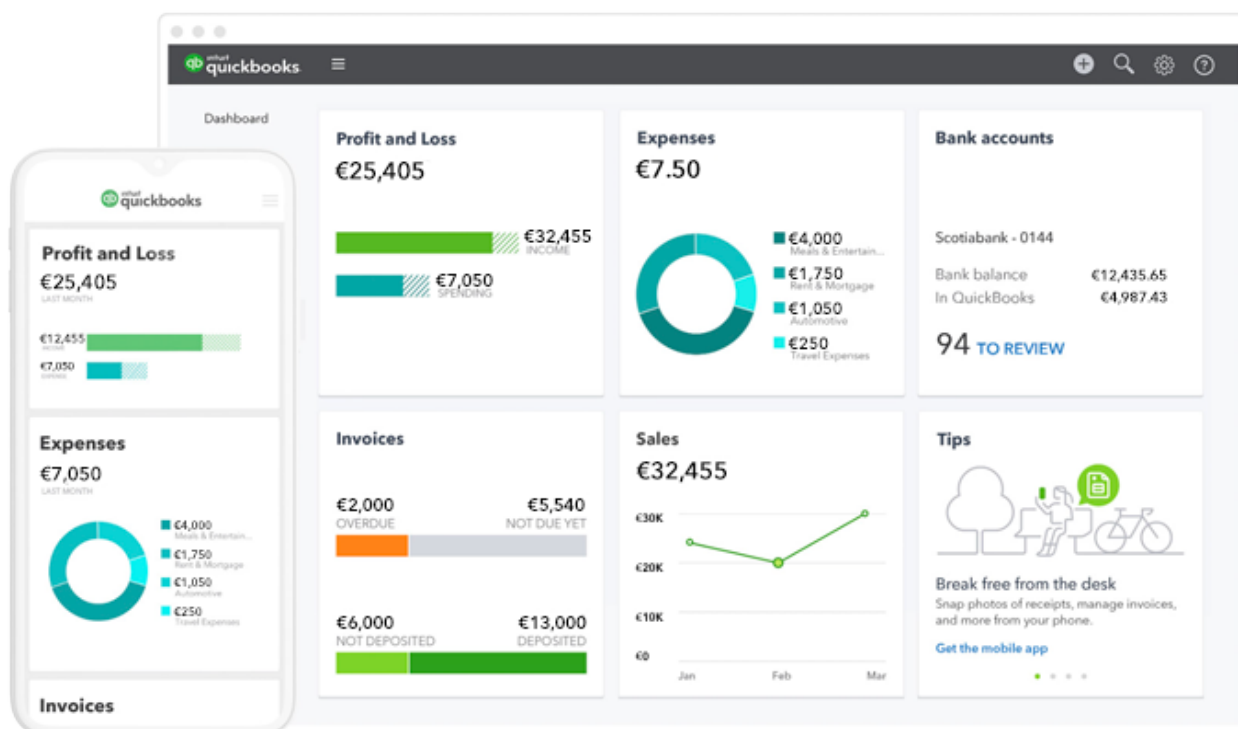 intuit
quickbooks
Dashboard
Profit and Loss
€25,405
€32,455
INCOME
€7,050
SPENDING
Expenses
€7.50
€4,000
Meals & Entertain...
€1,750
Rent & Mortgage
€1,050
Automotive
€250
Travel Expenses
Bank accounts
Scotiabank - 0144
Bank balance €12,435.65
In QuickBooks €4,987.43
94 TO REVIEW
Invoices
€2,000 €5,540
OVERDUE NOT DUE YET
€6,000 €13,000
NOT DEPOSITED DEPOSITED
Sales
€32,455
€30K
€20K
€10K
€0
Jan Feb Mar
Tips
Break free from the desk
Snap photos of receipts, manage invoices,
and more from your phone.
Get the mobile app
intuit
quickbooks
Profit and Loss
€25,405
LAST MONTH
€12,455
€7,050
Expenses
€7,050
LAST MONTH
€4,000
Meals & Entertain...
€1,750
Rent & Mortgage
€1,050
Automotive
€250
Travel Expenses
Invoices